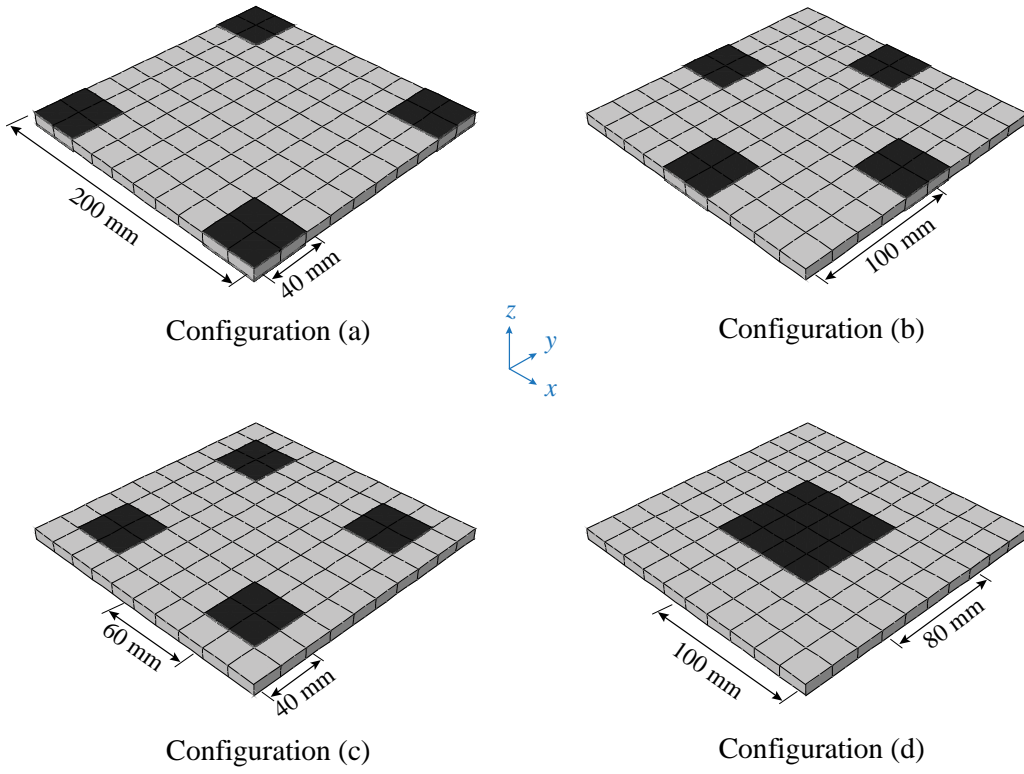 200 mm
40 mm
Configuration (a)
100 mm
Configuration (b)
z
y
x
60 mm
40 mm
Configuration (c)
100 mm
80 mm
Configuration (d)